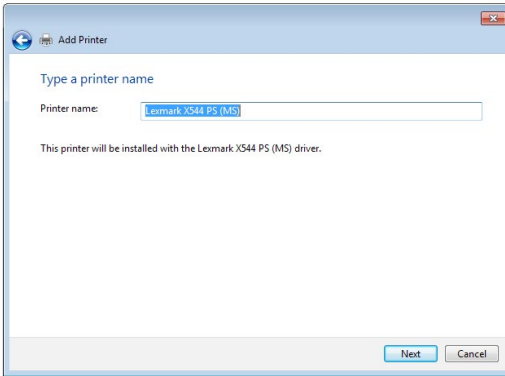 Add Printer
Type a printer name
Printer name: Lexmark X544 PS (MS)
This printer will be installed with the Lexmark X544 PS (MS) driver.
Next Cancel